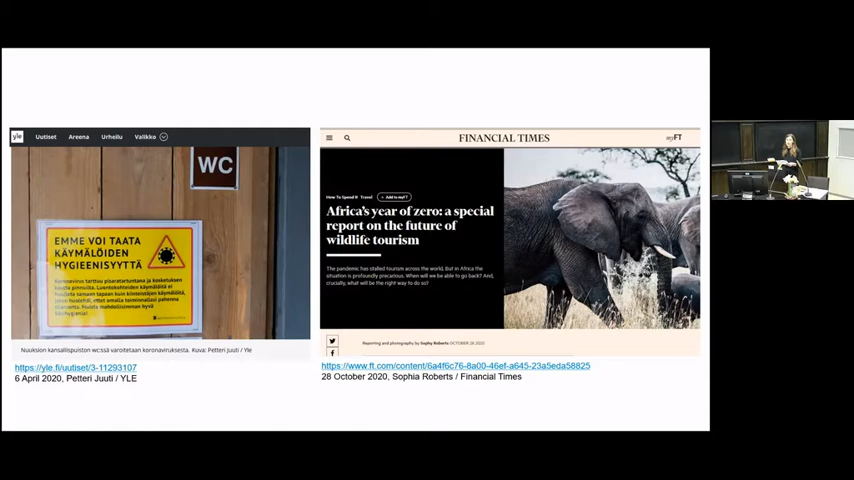 yle
Uutiset Areena Urheilu Valikko
WC
EMME VOI TAATA
KÄYMÄLÖIDEN
HYGIEENISYYTTÄ
Nuuksion kansallispuiston wc:ssä varoitetaan koronaviruksesta. Kuva: Petteri Juuti / Yle
https://yle.fi/uutiset/3-11293107
6 April 2020, Petteri Juuti / YLE
FINANCIAL TIMES
myFT
How To Spend It Travel + Add to myFT
Africa's year of zero: a special
report on the future of
wildlife tourism
The pandemic has stalled tourism across the world. But in Africa the
situation is profoundly precarious. When will we be able to go back? And,
crucially, what will be the right way to do so?
Reporting and photography by Sophy Roberts OCTOBER 28 2020
https://www.ft.com/content/6a4f6c76-8a00-46ef-a645-23a5eda58825
28 October 2020, Sophia Roberts / Financial Times